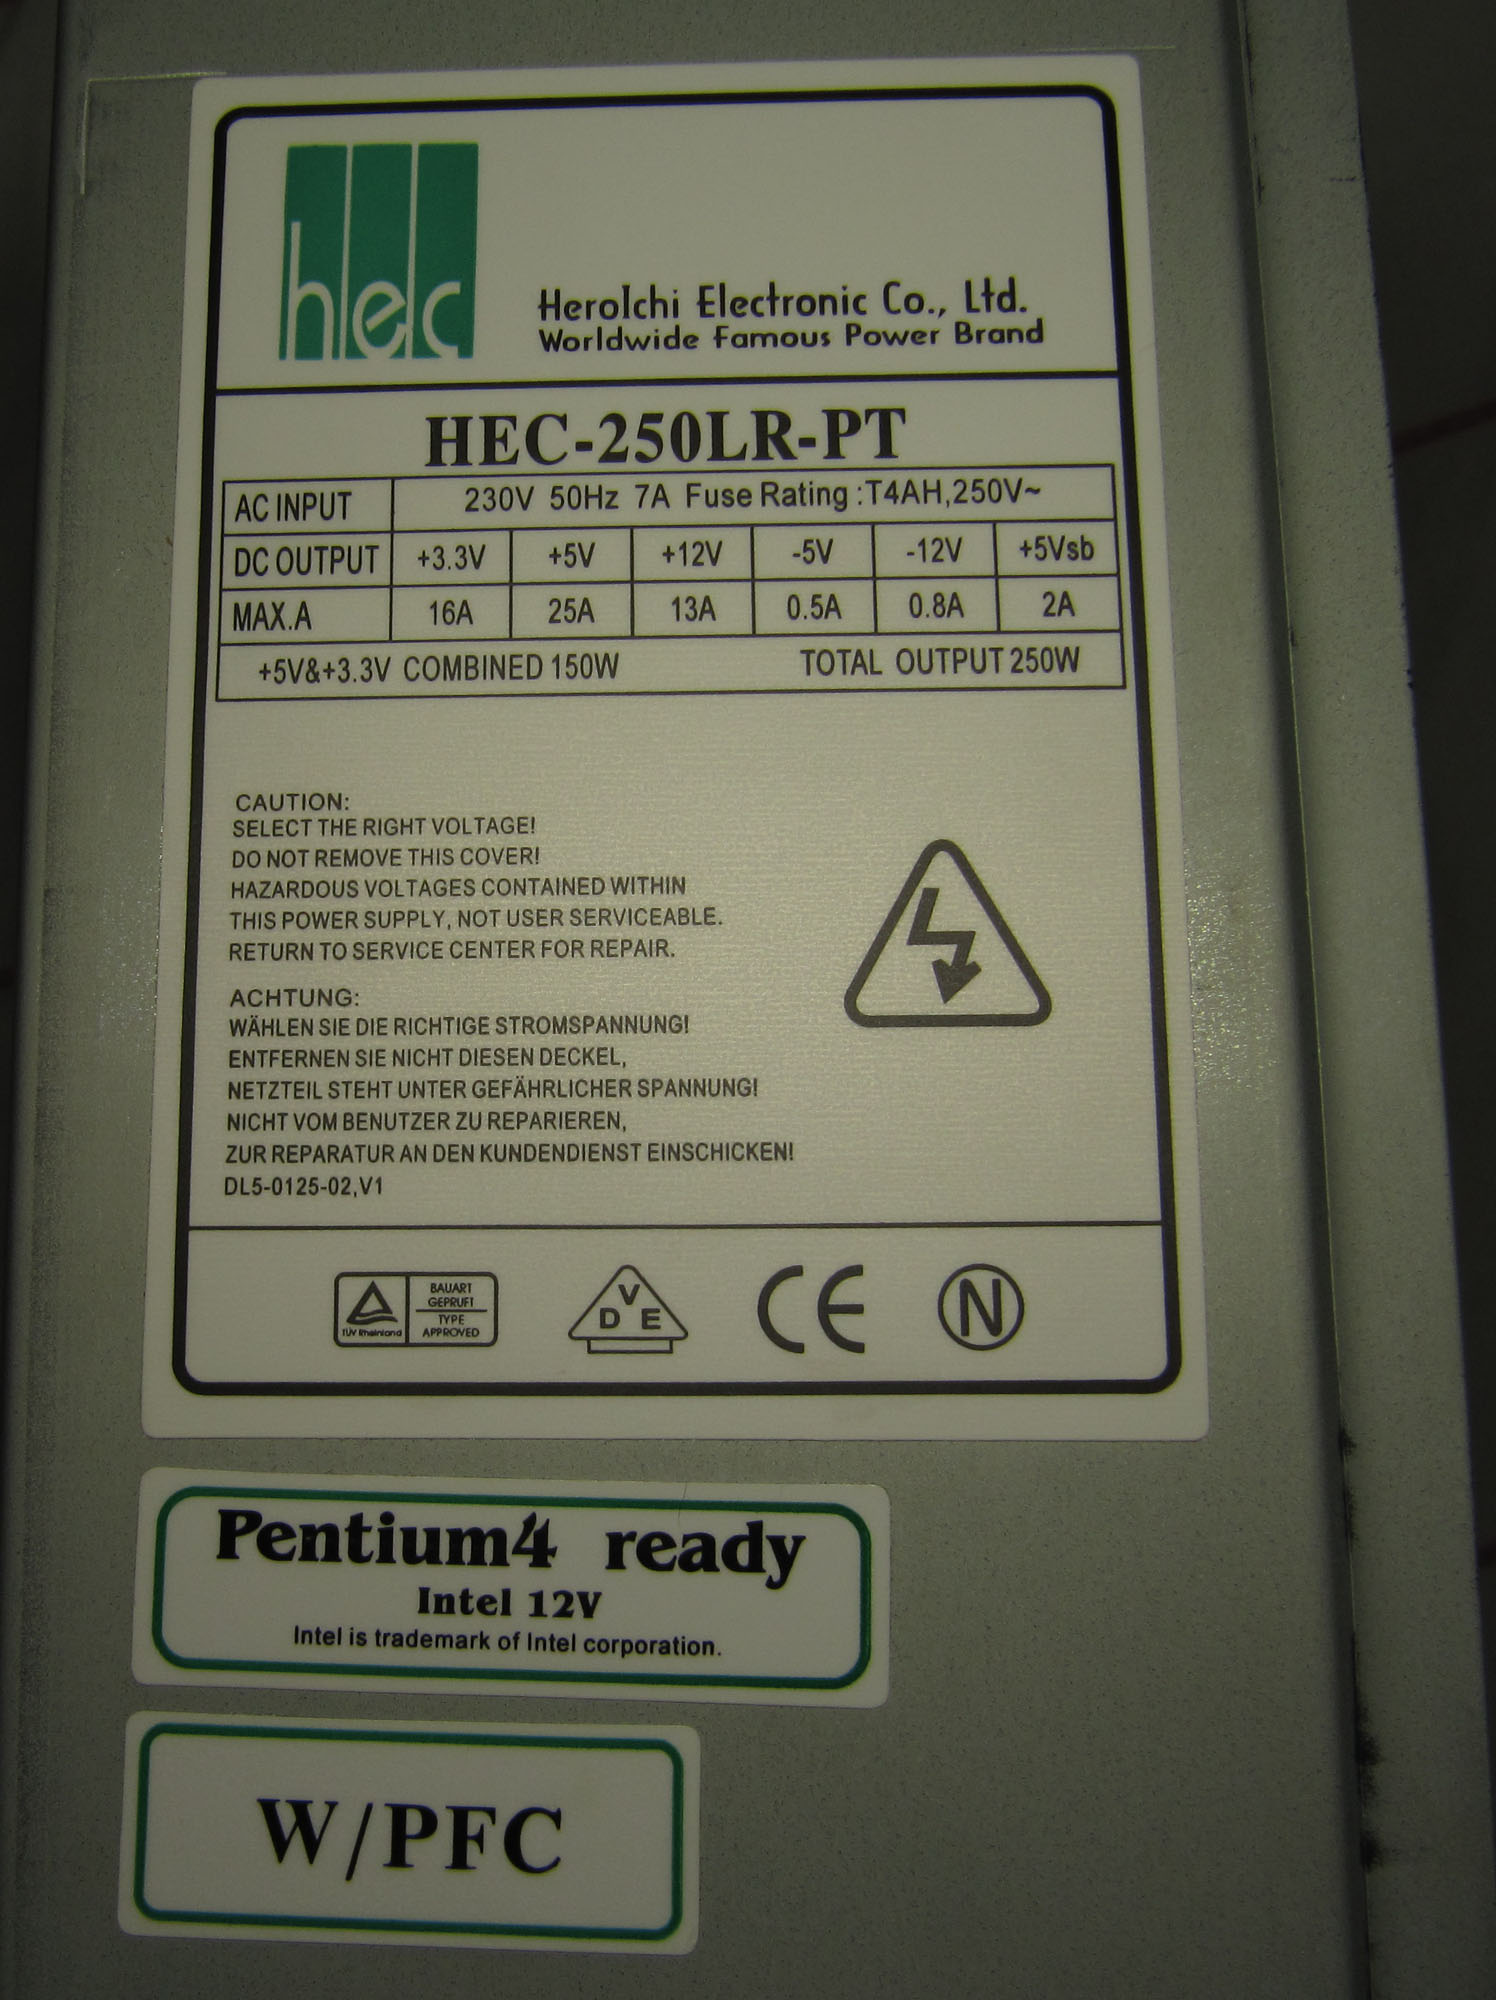 hec
HeroIchi Electronic Co., Ltd.
Worldwide Famous Power Brand
HEC-250LR-PT
AC INPUT 230V 50Hz 7A Fuse Rating :T4AH,250V~
DC OUTPUT +3.3V +5V +12V -5V -12V +5Vsb
MAX.A 16A 25A 13A 0.5A 0.8A 2A
+5V&+3.3V COMBINED 150W TOTAL OUTPUT 250W
CAUTION:
SELECT THE RIGHT VOLTAGE!
DO NOT REMOVE THIS COVER!
HAZARDOUS VOLTAGES CONTAINED WITHIN
THIS POWER SUPPLY, NOT USER SERVICEABLE.
RETURN TO SERVICE CENTER FOR REPAIR.
ACHTUNG:
WÄHLEN SIE DIE RICHTIGE STROMSPANNUNG!
ENTFERNEN SIE NICHT DIESEN DECKEL,
NETZTEIL STEHT UNTER GEFÄHRLICHER SPANNUNG!
NICHT VOM BENUTZER ZU REPARIEREN,
ZUR REPARATUR AN DEN KUNDENDIENST EINSCHICKEN!
DL5-0125-02,V1
TÜV Rheinland
BAUART
GEPRUFT
TYPE
APPROVED
V
D E
CE
N
Pentium4 ready
Intel 12V
Intel is trademark of Intel corporation.
W/PFC